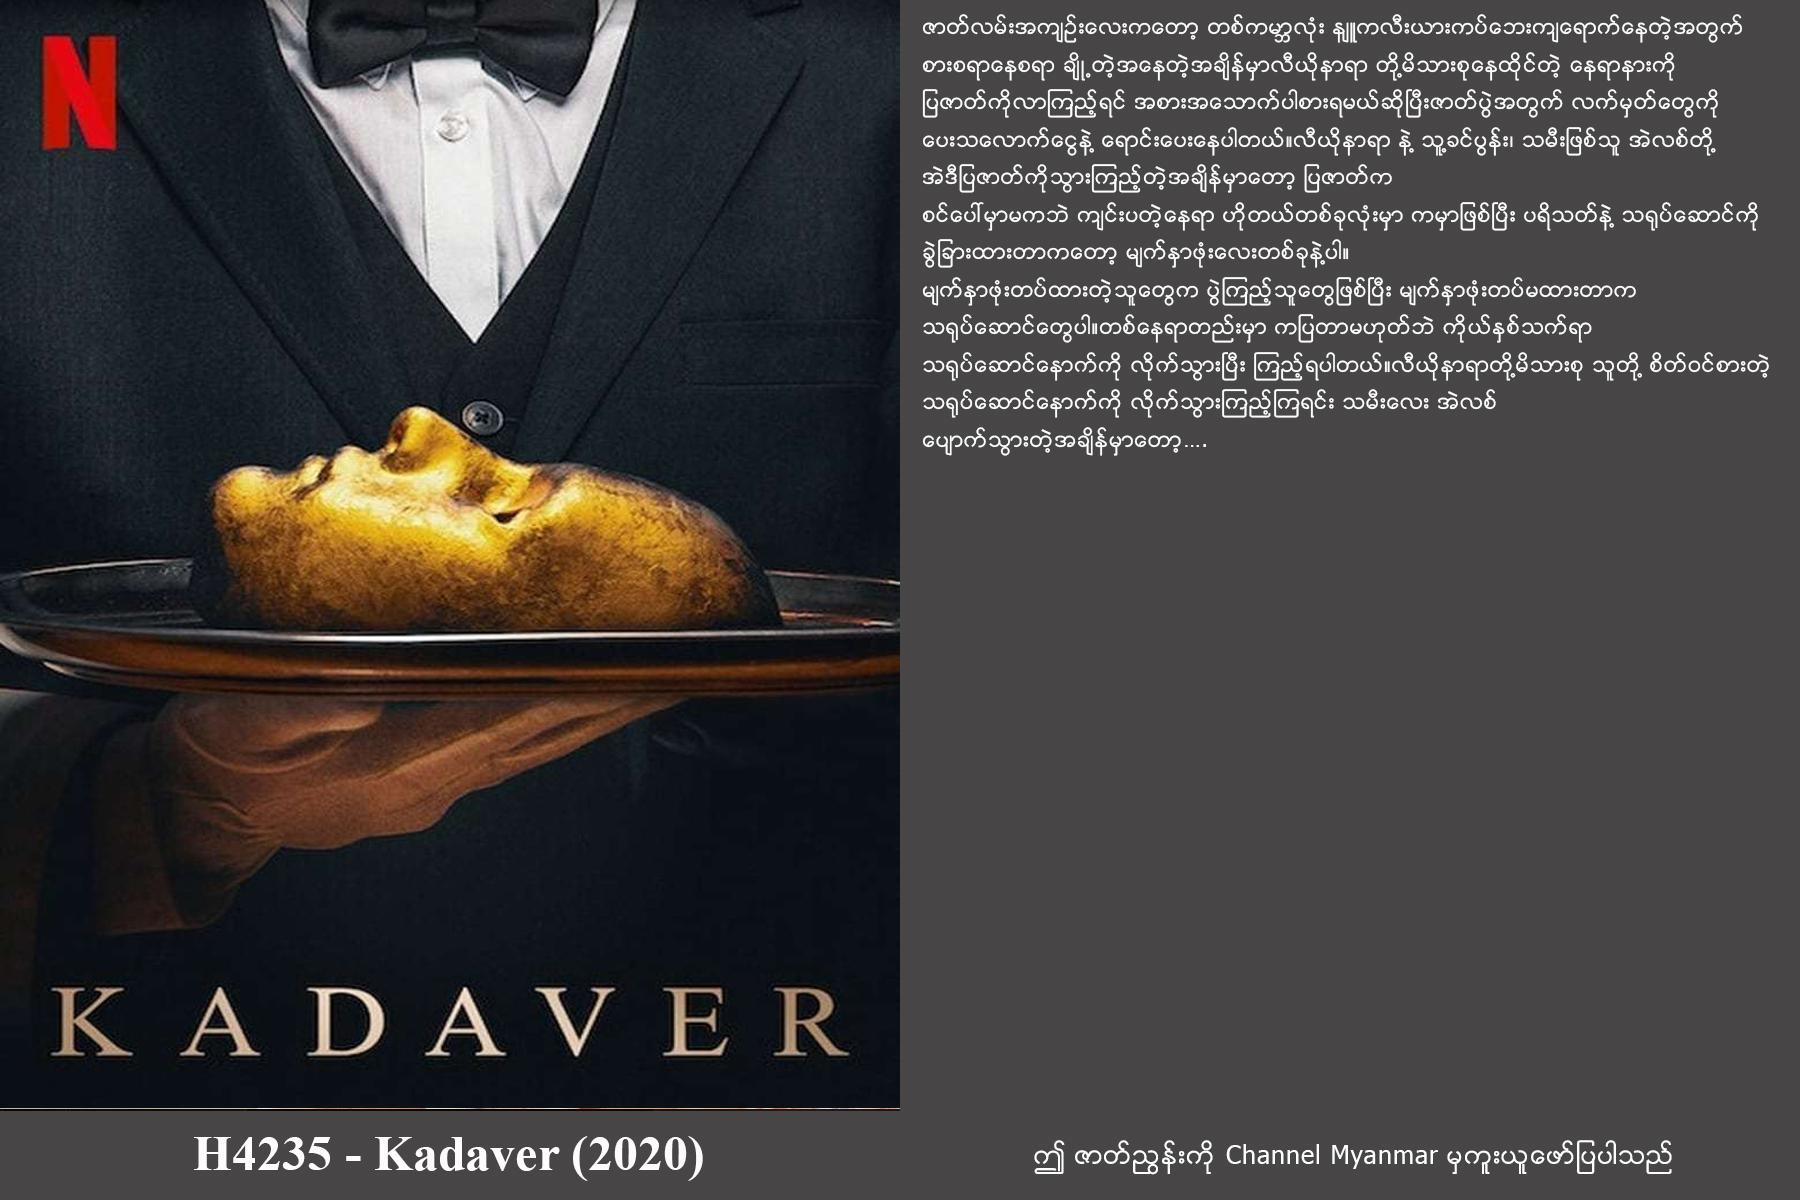 N
KADAVER
H4235 - Kadaver (2020)
ဇာတ်လမ်းအကျဉ်းလေးကတော့ တစ်ကမ္ဘာလုံး နျူကလီးယားကပ်ဘေးကျရောက်နေတဲ့အတွက်
စားစရာနေစရာ ချို့တဲ့အနေတဲ့အချိန်မှာလီယိုနာရာ တို့မိသားစုနေထိုင်တဲ့ နေရာနားကို
ပြဇာတ်ကိုလာကြည့်ရင် အစားအသောက်ပါစားရမယ်ဆိုပြီးဇာတ်ပွဲအတွက် လက်မှတ်တွေကို
ပေးသလောက်ငွေနဲ့ ရောင်းပေးနေပါတယ်။လီယိုနာရာ နဲ့ သူ့ခင်ပွန်း၊ သမီးဖြစ်သူ အဲလစ်တို့
အဲဒီပြဇာတ်ကိုသွားကြည့်တဲ့အချိန်မှာတော့ ပြဇာတ်က
စင်ပေါ်မှာမကဘဲ ကျင်းပတဲ့နေရာ ဟိုတယ်တစ်ခုလုံးမှာ ကမှာဖြစ်ပြီး ပရိသတ်နဲ့ သရုပ်ဆောင်ကို
ခွဲခြားထားတာကတော့ မျက်နှာဖုံးလေးတစ်ခုနဲ့ပါ။
မျက်နှာဖုံးတပ်ထားတဲ့သူတွေက ပွဲကြည့်သူတွေဖြစ်ပြီး မျက်နှာဖုံးတပ်မထားတာက
သရုပ်ဆောင်တွေပါ။တစ်နေရာတည်းမှာ ကပြတာမဟုတ်ဘဲ ကိုယ်နှစ်သက်ရာ
သရုပ်ဆောင်နောက်ကို လိုက်သွားပြီး ကြည့်ရပါတယ်။လီယိုနာရာတို့မိသားစု သူတို့ စိတ်ဝင်စားတဲ့
သရုပ်ဆောင်နောက်ကို လိုက်သွားကြည့်ကြရင်း သမီးလေး အဲလစ်
ပျောက်သွားတဲ့အချိန်မှာတော့....
ဤ ဇာတ်ညွှန်းကို Channel Myanmar မှကူးယူဖော်ပြပါသည်